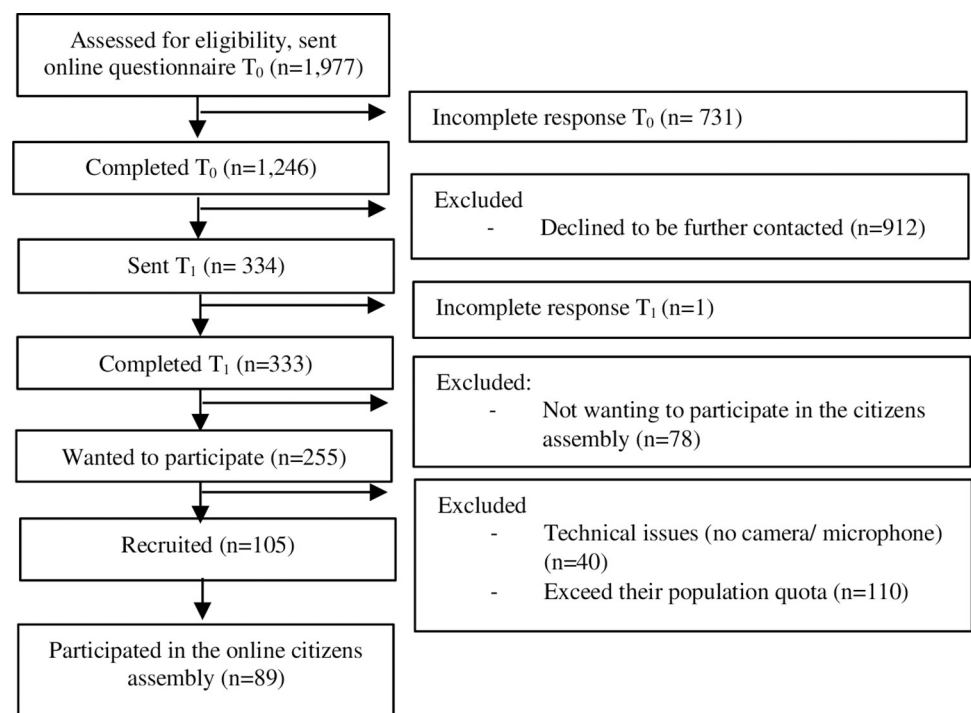 Assessed for eligibility, sent
online questionnaire T₀ (n=1,977)
Incomplete response T₀ (n= 731)
Completed T₀ (n=1,246)
Excluded
- Declined to be further contacted (n=912)
Sent T₁ (n= 334)
Incomplete response T₁ (n=1)
Completed T₁ (n=333)
Excluded:
- Not wanting to participate in the citizens
assembly (n=78)
Wanted to participate (n=255)
Excluded
- Technical issues (no camera/ microphone)
(n=40)
- Exceed their population quota (n=110)
Recruited (n=105)
Participated in the online citizens
assembly (n=89)